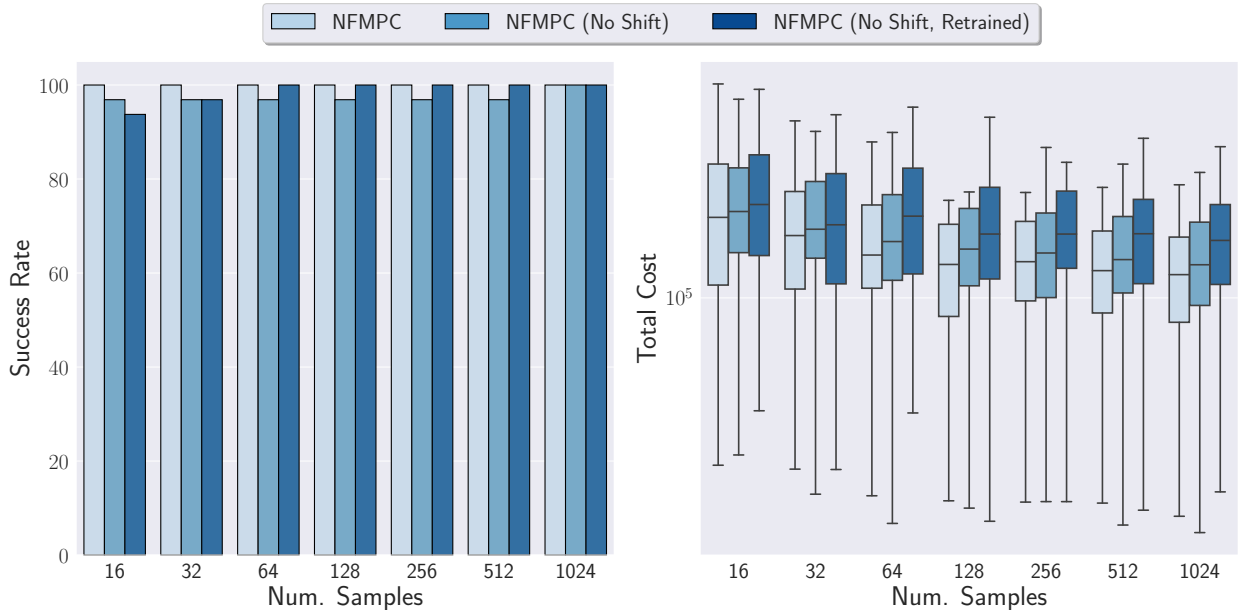 NFMPC NFMPC (No Shift) NFMPC (No Shift, Retrained)
Success Rate
100
80
60
40
20
0
16 32 64 128 256 512 1024
Num. Samples
Total Cost
10^5
16 32 64 128 256 512 1024
Num. Samples